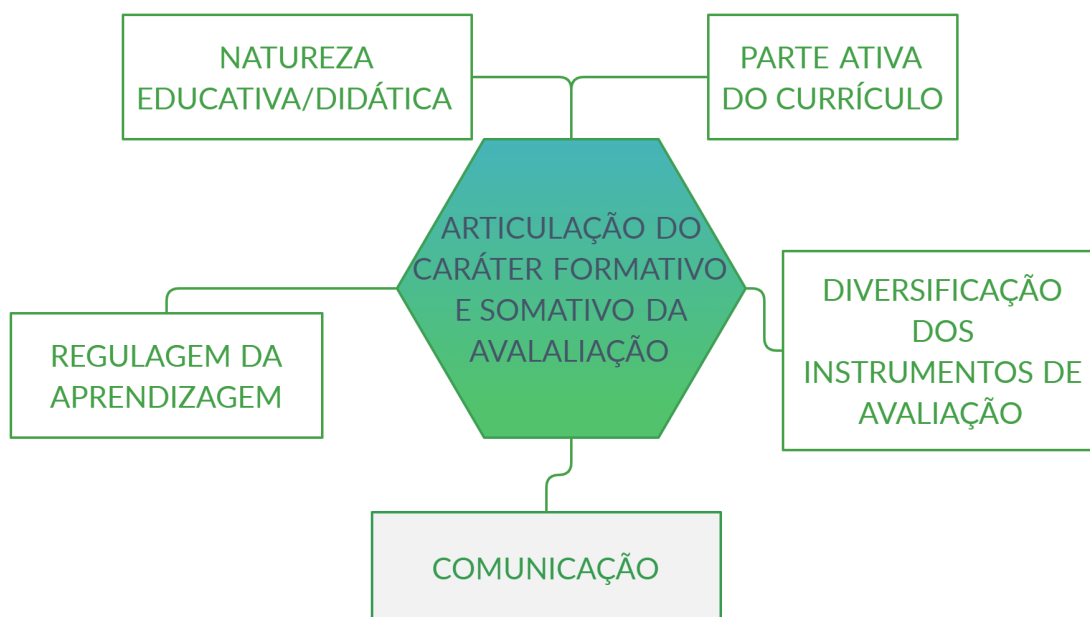 NATUREZA
EDUCATIVA/DIDÁTICA
PARTE ATIVA
DO CURRÍCULO
ARTICULAÇÃO DO
CARÁTER FORMATIVO
E SOMATIVO DA
AVALALIAÇÃO
DIVERSIFICAÇÃO
DOS
INSTRUMENTOS DE
AVALIAÇÃO
REGULAGEM DA
APRENDIZAGEM
COMUNICAÇÃO